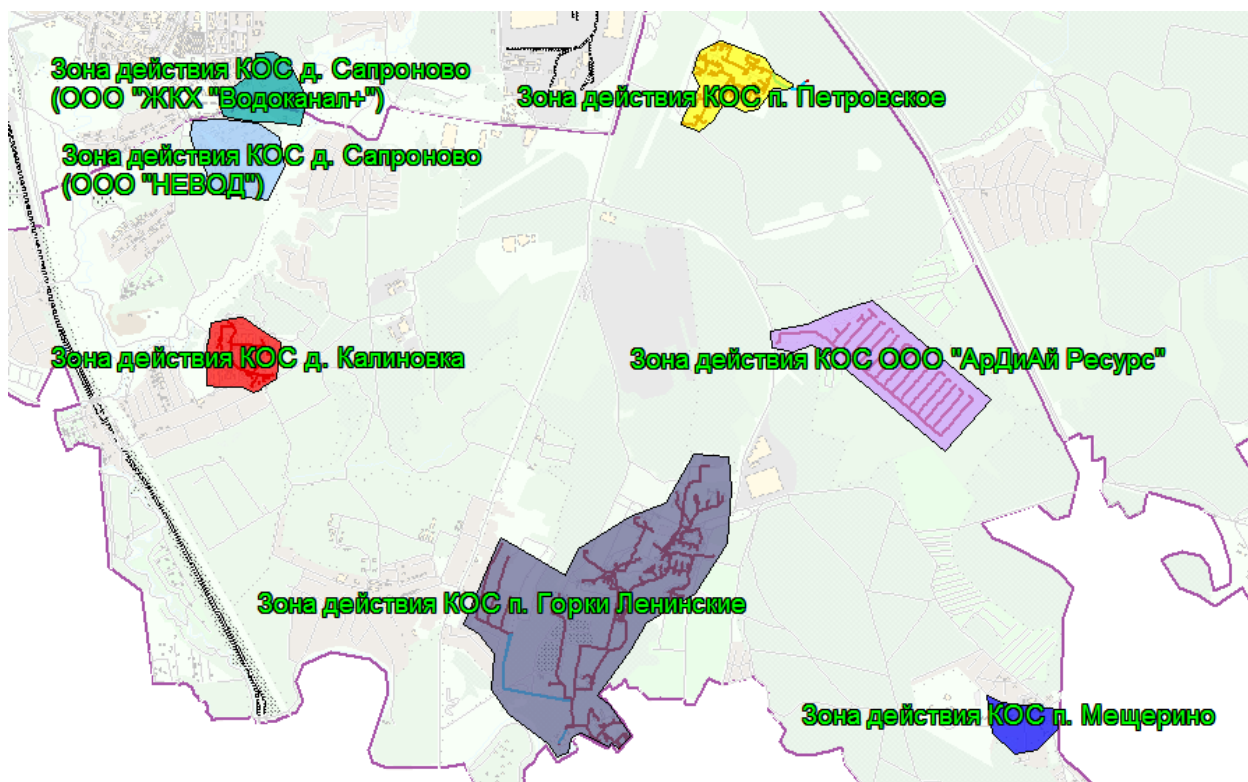 Зона действия КОС д. Сапроново
(ООО "ЖКХ "Водоканал+")
Зона действия КОС п. Петровское
Зона действия КОС д. Сапроново
(ООО "НЕВОД")
Зона действия КОС д. Калиновка
Зона действия КОС ООО "АрДиАй Ресурс"
Зона действия КОС п. Горки Ленинские
Зона действия КОС п. Мещерино